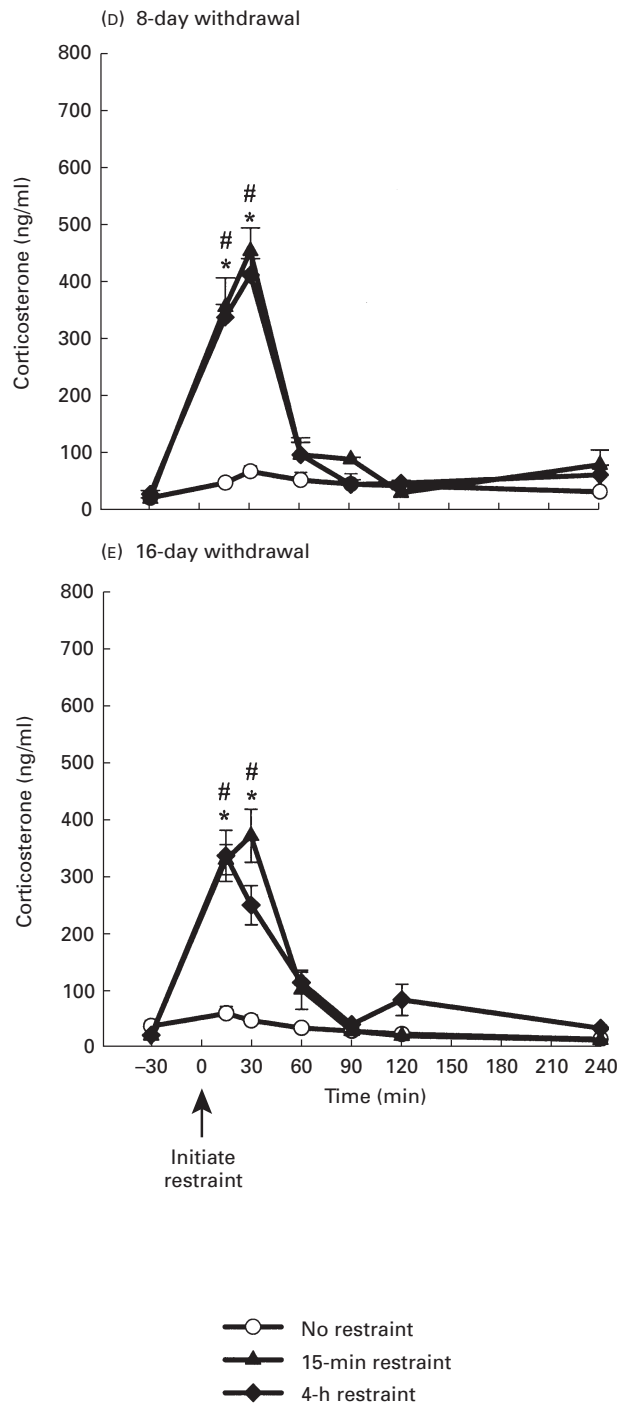 (D) 8-day withdrawal
800
700
600
500
400
300
200
100
0
Corticosterone (ng/ml)
#
*
#
*
(E) 16-day withdrawal
800
700
600
500
400
300
200
100
0
Corticosterone (ng/ml)
#
*
#
*
–30 0 30 60 90 120 150 180 210 240
Time (min)
Initiate
restraint
No restraint
15-min restraint
4-h restraint